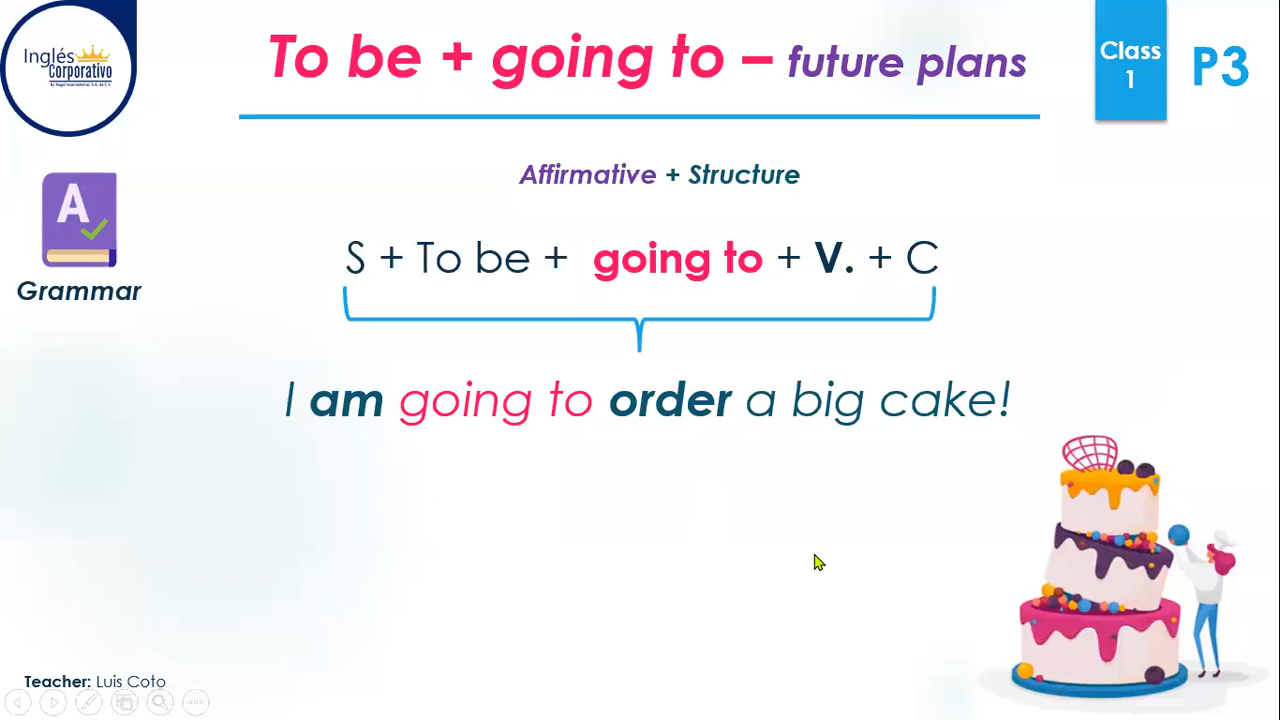 Inglés
Corporativo
To be + going to – future plans
Class
1
P3
Affirmative + Structure
A
S + To be + going to + V. + C
Grammar
I am going to order a big cake!
Teacher: Luis Coto